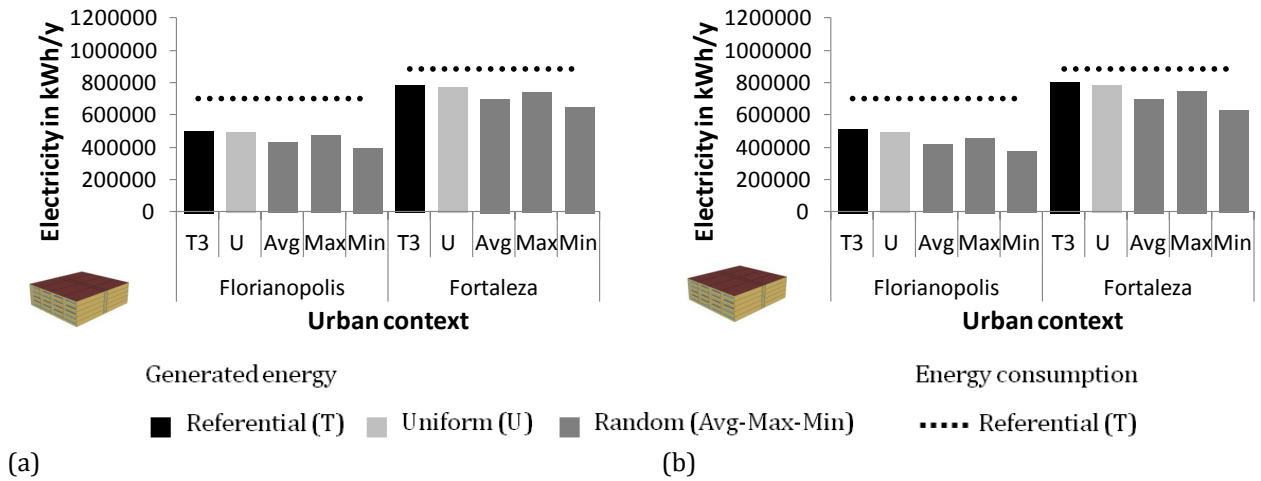 Electricity in kWh/y
1200000
1000000
800000
600000
400000
200000
0
T3 U Avg Max Min T3 U Avg Max Min
Florianopolis Fortaleza
Urban context
Electricity in kWh/y
1200000
1000000
800000
600000
400000
200000
0
T3 U Avg Max Min T3 U Avg Max Min
Florianopolis Fortaleza
Urban context
Generated energy Energy consumption
Referential (T) Uniform (U) Random (Avg-Max-Min) Referential (T)
(a) (b)